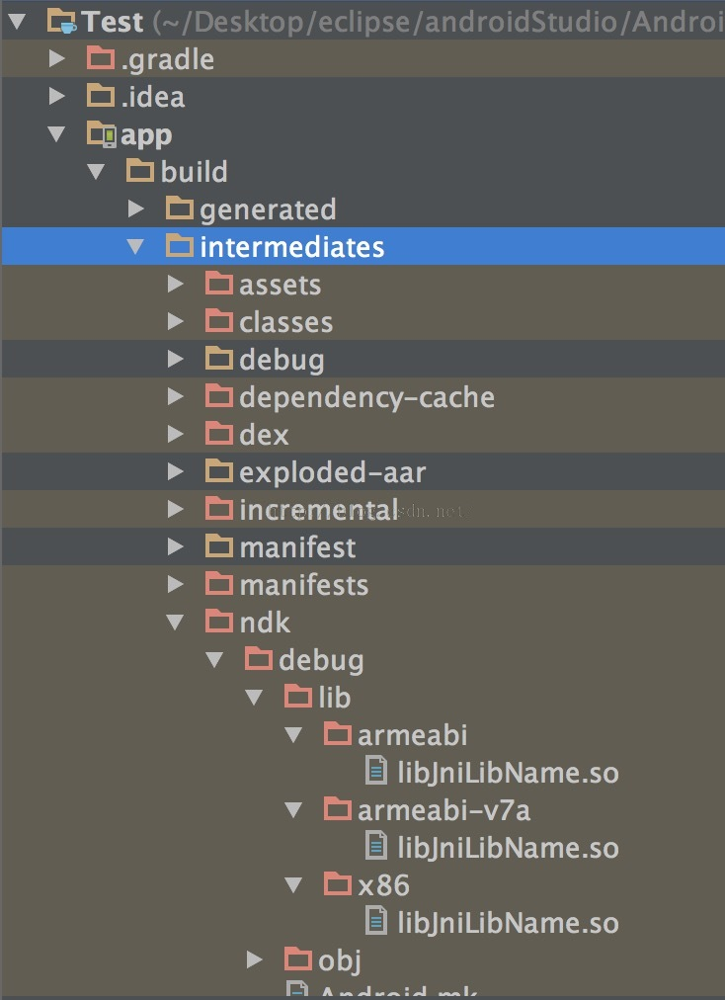 Test (~/Desktop/eclipse/androidStudio/Androi
.gradle
.idea
app
build
generated
intermediates
assets
classes
debug
dependency-cache
dex
exploded-aar
incremental
manifest
manifests
ndk
debug
lib
armeabi
libJniLibName.so
armeabi-v7a
libJniLibName.so
x86
libJniLibName.so
obj
Android.mk